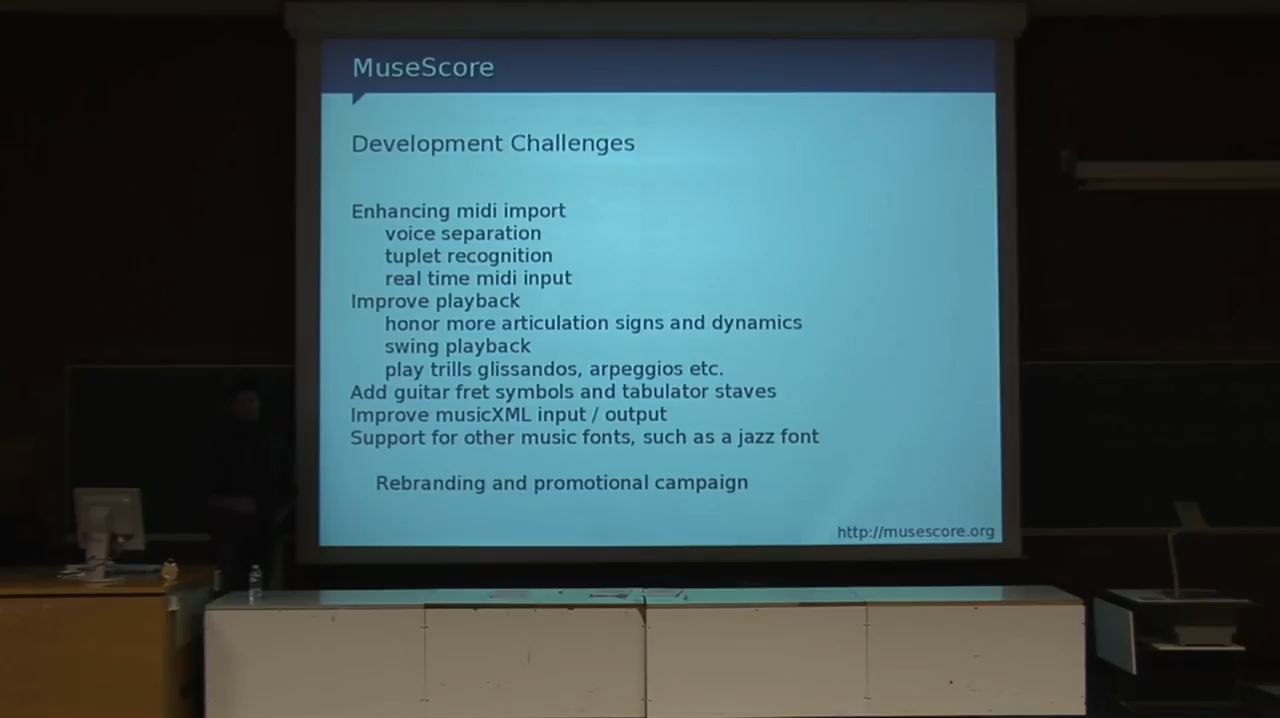 MuseScore
Development Challenges
Enhancing midi import
voice separation
tuplet recognition
real time midi input
Improve playback
honor more articulation signs and dynamics
swing playback
play trills glissandos, arpeggios etc.
Add guitar fret symbols and tabulator staves
Improve musicXML input / output
Support for other music fonts, such as a jazz font
Rebranding and promotional campaign
http://musescore.org